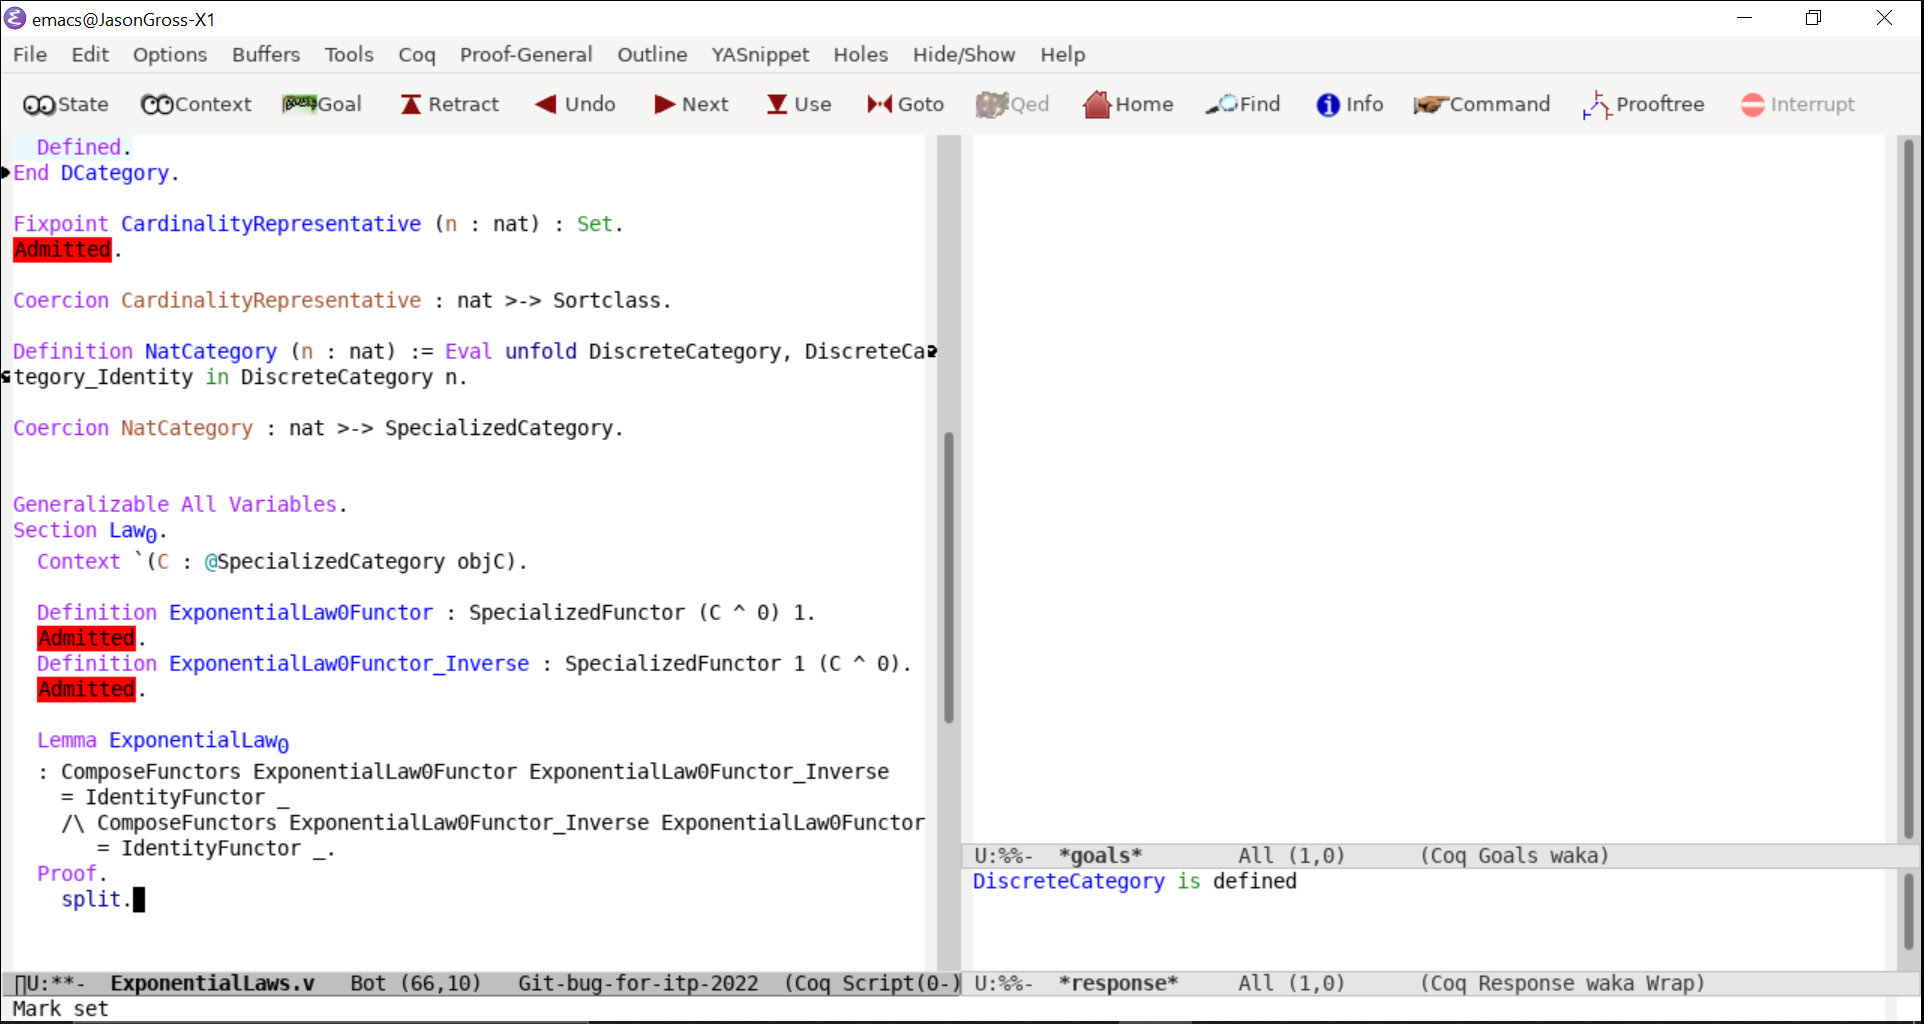 emacs@JasonGross-X1
File Edit Options Buffers Tools Coq Proof-General Outline YASnippet Holes Hide/Show Help
State Context Goal Retract Undo Next Use Goto Qed Home Find Info Command Prooftree Interrupt
Defined.
End DCategory.
Fixpoint CardinalityRepresentative (n : nat) : Set.
Admitted.
Coercion CardinalityRepresentative : nat >-> Sortclass.
Definition NatCategory (n : nat) := Eval unfold DiscreteCategory, DiscreteCa
tegory_Identity in DiscreteCategory n.
Coercion NatCategory : nat >-> SpecializedCategory.
Generalizable All Variables.
Section Law0.
Context `(C : @SpecializedCategory objC).
Definition ExponentialLaw0Functor : SpecializedFunctor (C ^ 0) 1.
Admitted.
Definition ExponentialLaw0Functor_Inverse : SpecializedFunctor 1 (C ^ 0).
Admitted.
Lemma ExponentialLaw0
: ComposeFunctors ExponentialLaw0Functor ExponentialLaw0Functor_Inverse
= IdentityFunctor _
/\ ComposeFunctors ExponentialLaw0Functor_Inverse ExponentialLaw0Functor
= IdentityFunctor _.
Proof.
split.
U:**- ExponentialLaws.v Bot (66,10) Git-bug-for-itp-2022 (Coq Script(0-)
Mark set
U:%%- *goals* All (1,0) (Coq Goals waka)
DiscreteCategory is defined
U:%%- *response* All (1,0) (Coq Response waka Wrap)